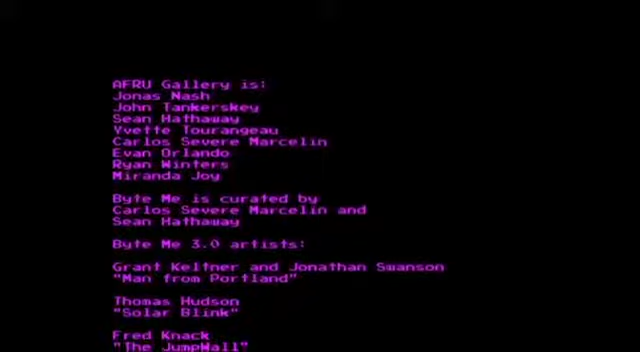 AFRU Gallery is:
Jonas Nash
John Tankerskey
Sean Hathaway
Yvette Tourangeau
Carlos Severe Marcelin
Evan Orlando
Ryan Winters
Miranda Joy
Byte Me is curated by
Carlos Severe Marcelin and
Sean Hathaway
Byte Me 3.0 artists:
Grant Keltner and Jonathan Swanson
"Man from Portland"
Thomas Hudson
"Solar Blink"
Fred Knack
"The JumpWall"